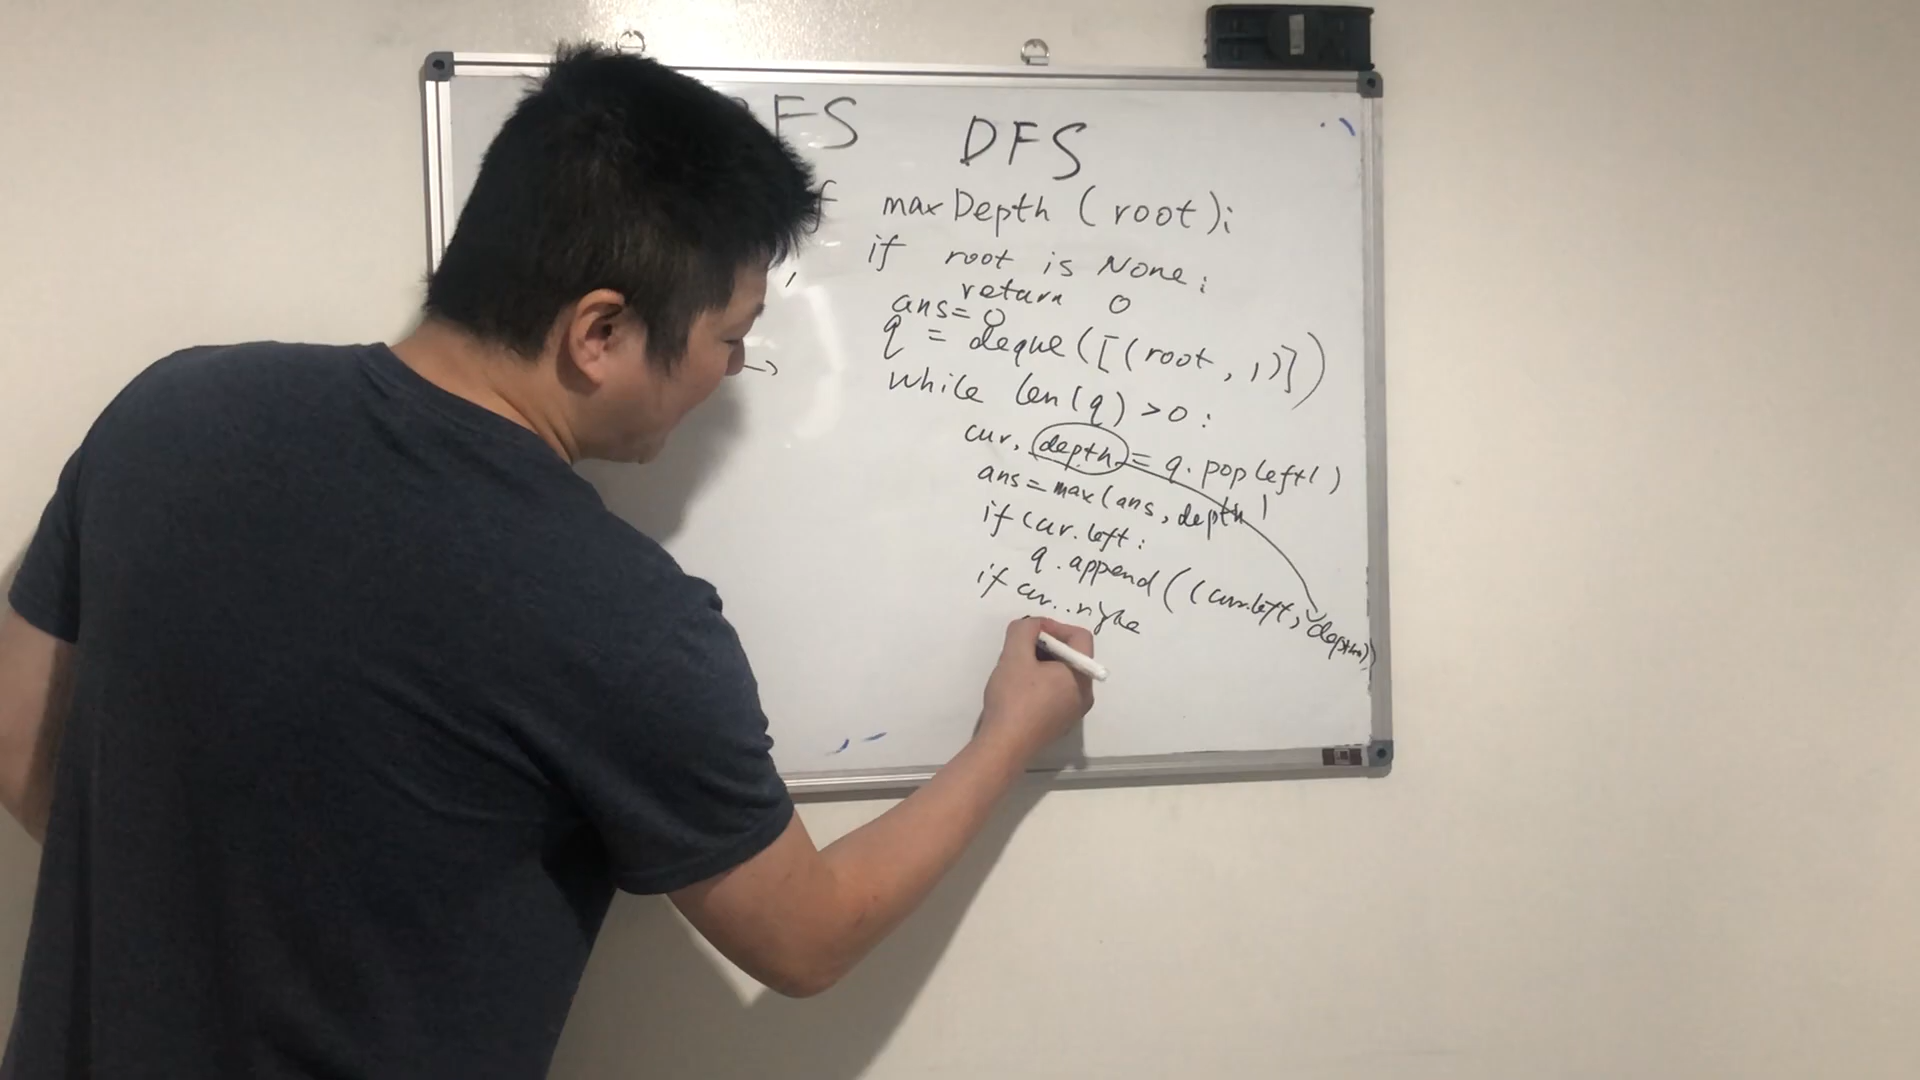 FS DFS
f maxDepth (root):
if root is None:
return 0
ans=0
q = deque([(root, 1)])
while len(q) >0:
cur, depth = q.popleft()
ans=max(ans, depth)
if cur.left:
q.append((cur.left, depth))
if cur.right